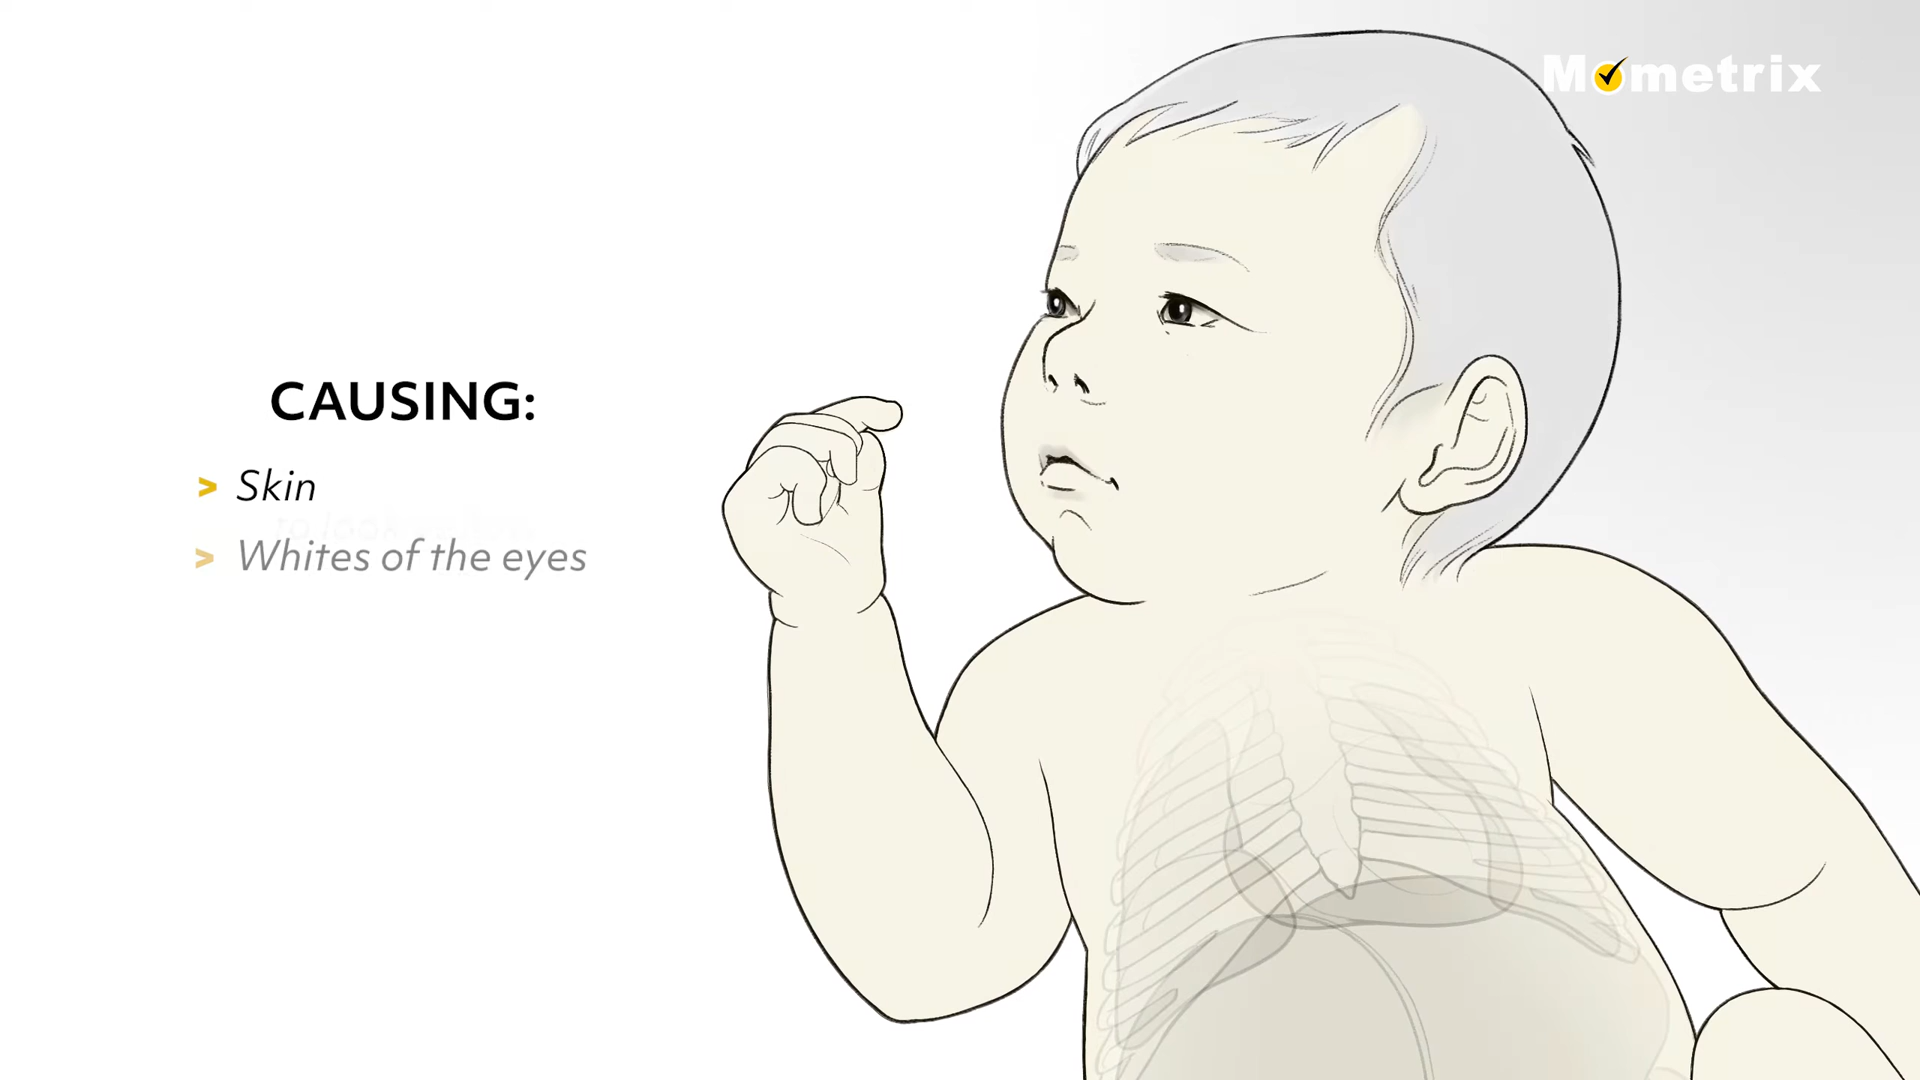 Mometrix
CAUSING:
> Skin
> Whites of the eyes